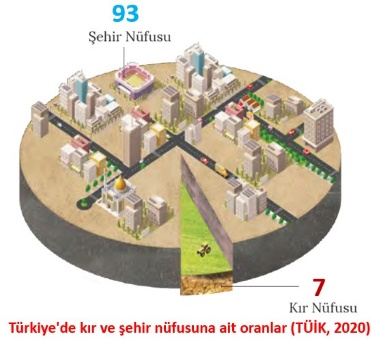 93
Şehir Nüfusu
7
Kır Nüfusu
Türkiye'de kır ve şehir nüfusuna ait oranlar (TÜİK, 2020)